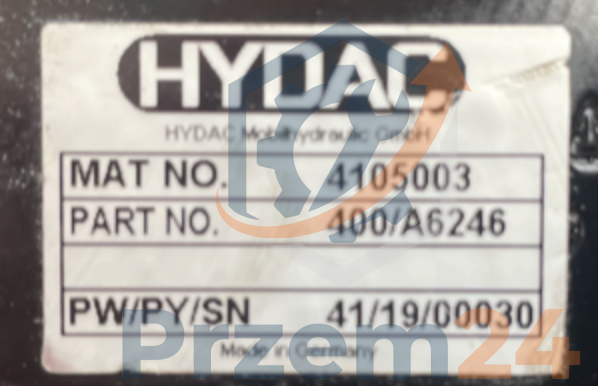 HYDAC
HYDAC Mobilhydraulic GmbH
MAT NO. 4105003
PART NO. 400/A6246
PW/PY/SN 41/19/00030
Made in Germany
Przem24